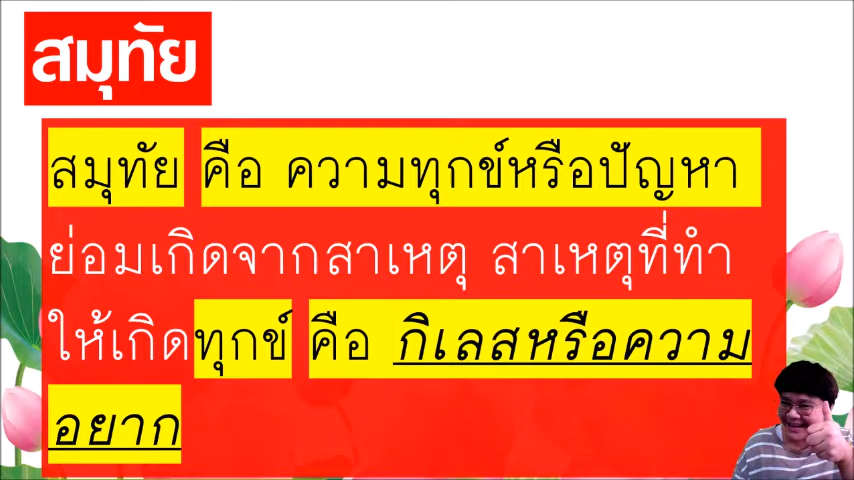 สมุทัย
สมุทัย คือ ความทุกข์หรือปัญหา
ย่อมเกิดจากสาเหตุ สาเหตุที่ทำ
ให้เกิดทุกข์ คือ กิเลสหรือความ
อยาก